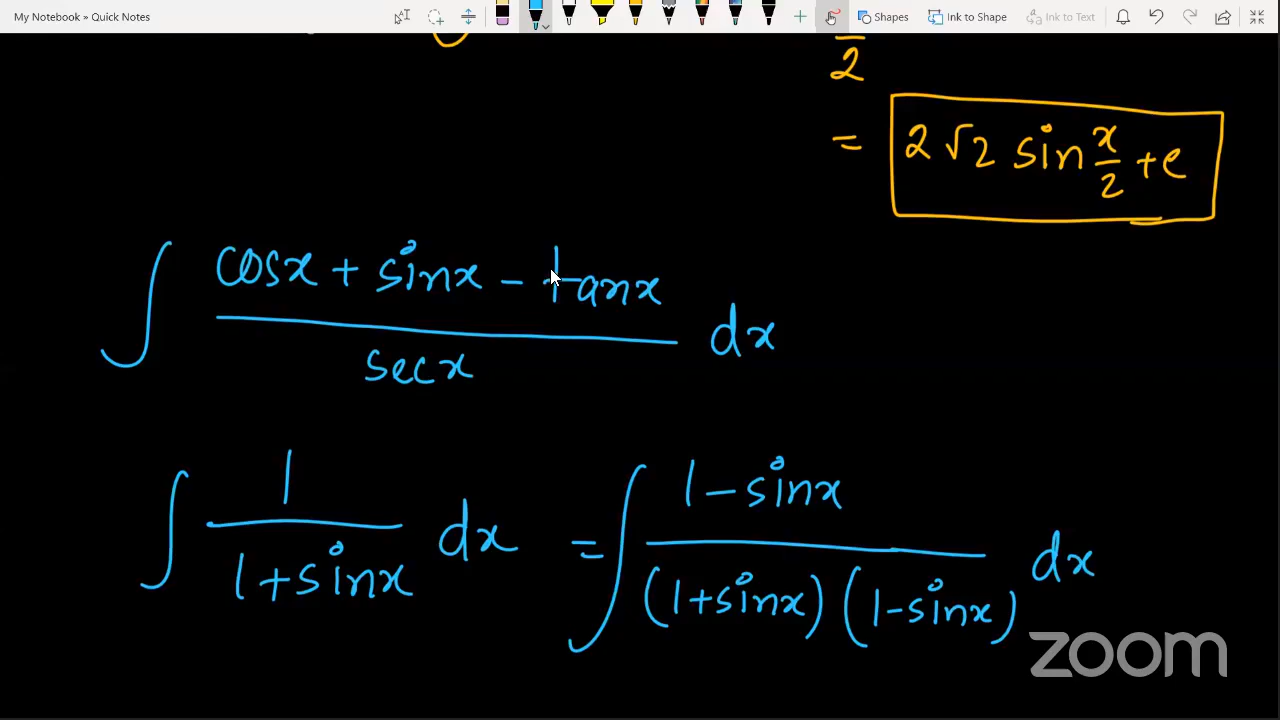 My Notebook » Quick Notes
Shapes
Ink to Shape
Ink to Text
2
= 2√2 sin x/2 + c
∫ (cosx + sinx - tanx)/secx dx
∫ 1/(1+sinx) dx = ∫ (1-sinx)/((1+sinx)(1-sinx)) dx
zoom